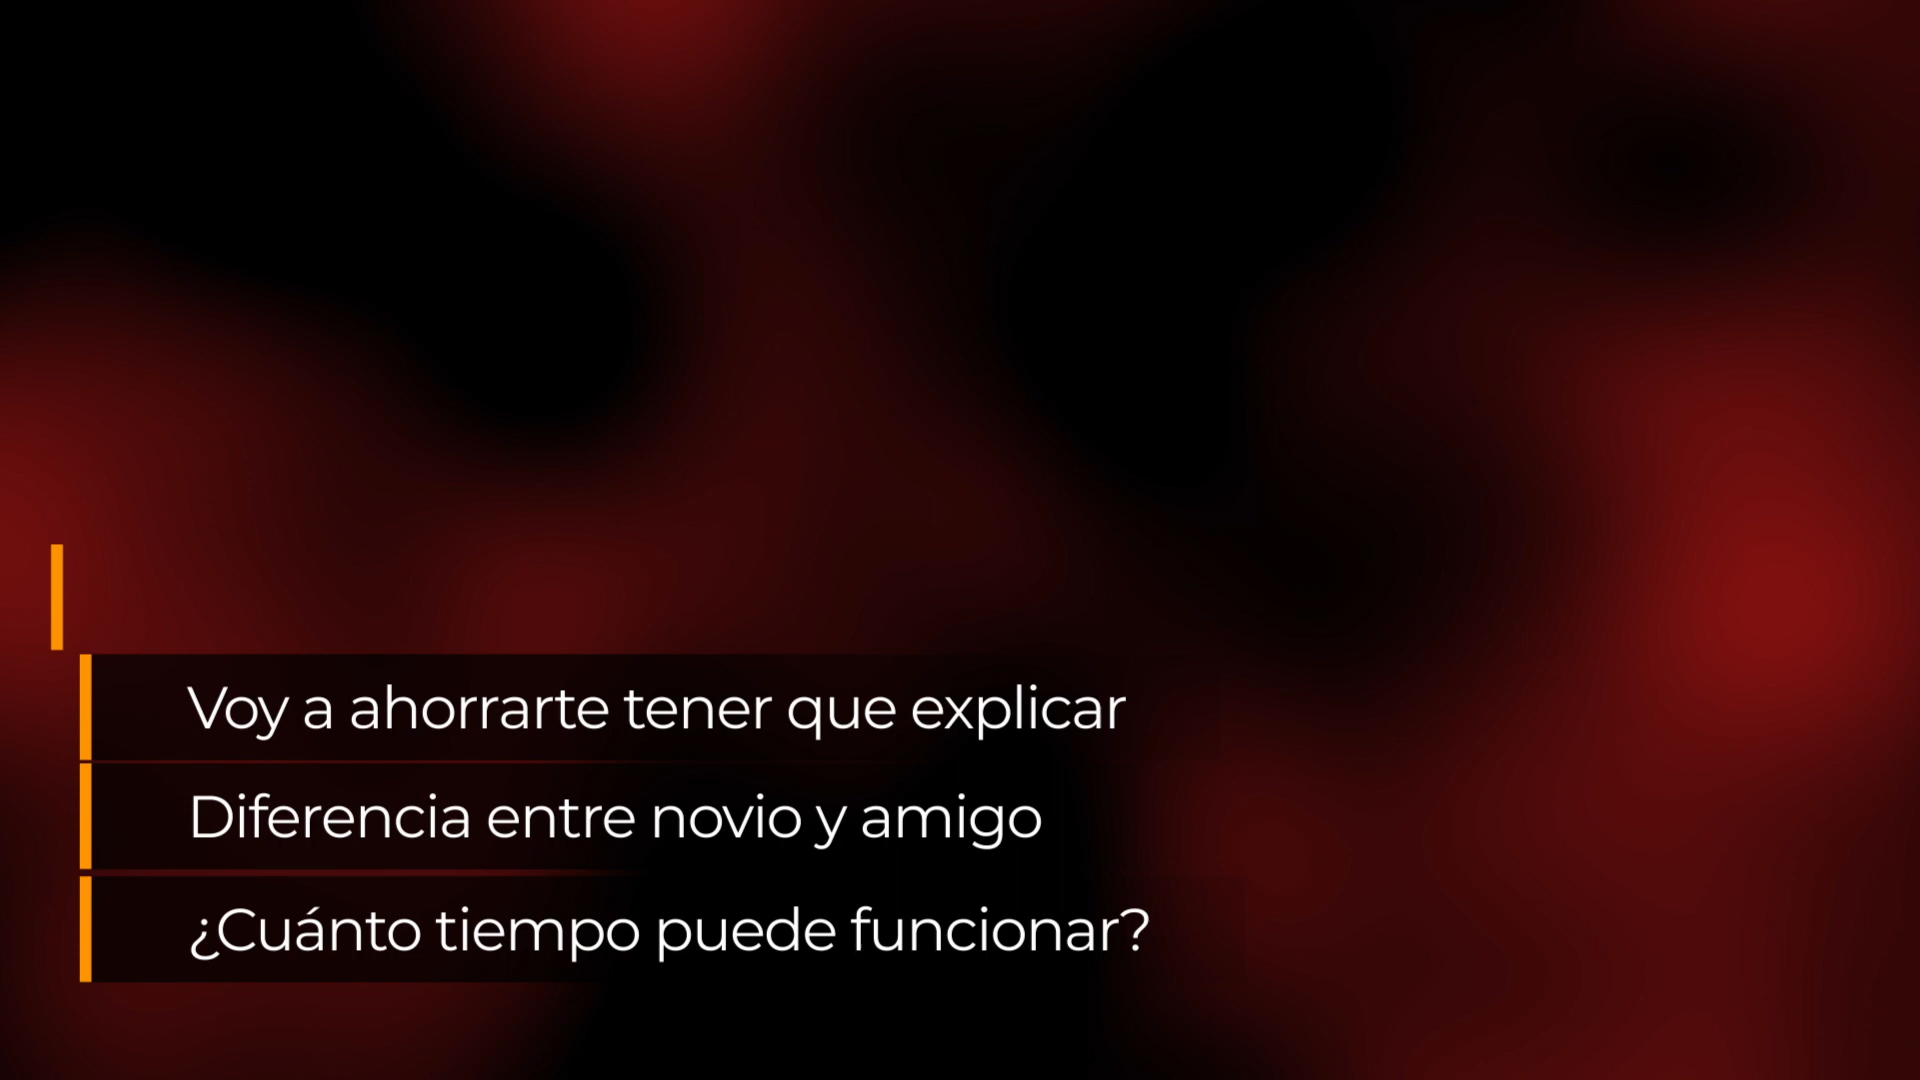 Voy a ahorrarte tener que explicar
Diferencia entre novio y amigo
¿Cuánto tiempo puede funcionar?